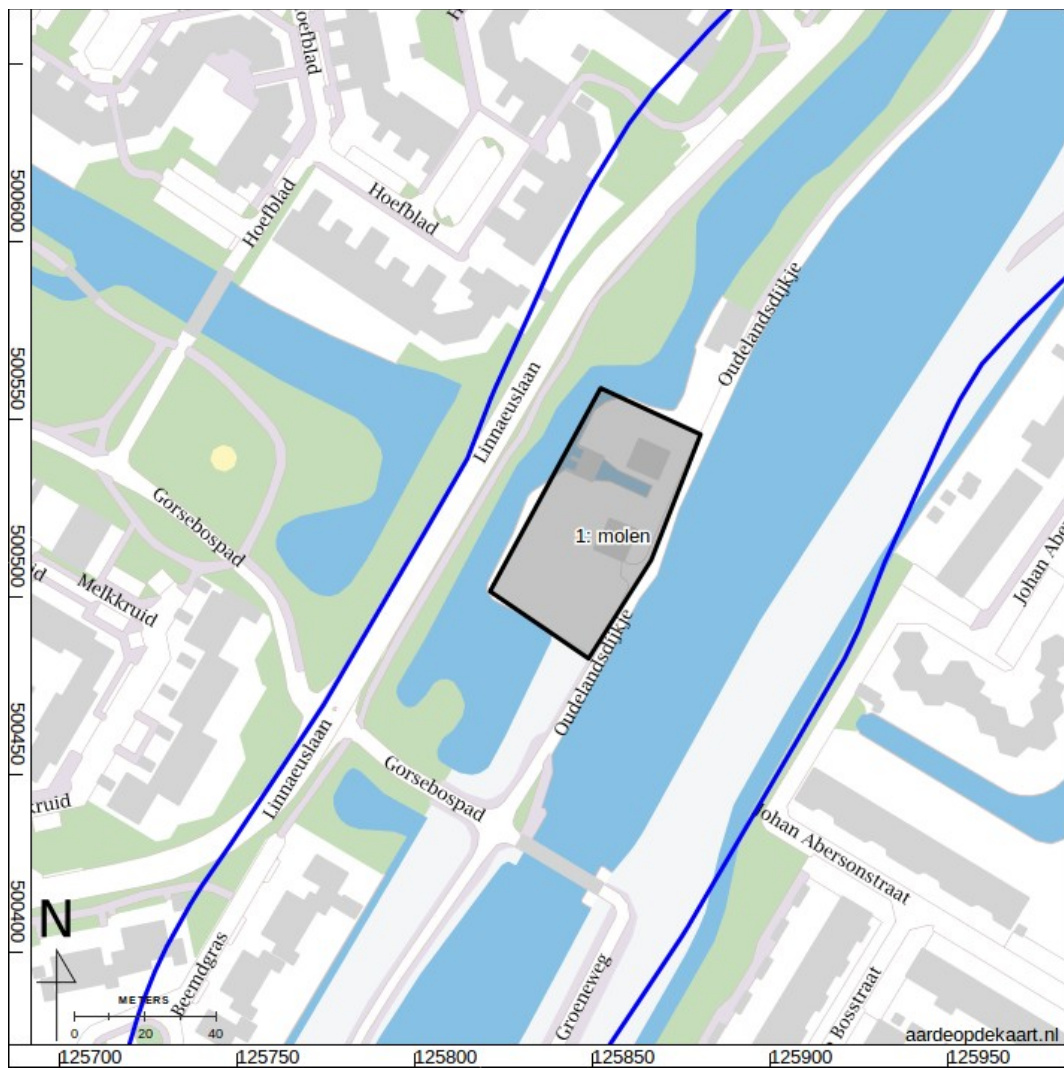 H
Hoefblad
Hoefblad
Hoefblad
500600
Oudelandsdijkje
500550
Linnaeuslaan
Gorsebospad
1: molen
Johan Abe
500500
id
Melkkruid
Oudelandsdijkje
500450
Linnaeuslaan
Gorsebospad
kruid
Johan Abersonstraat
500400
N
Beemdgras
Groeneweg
Bosstraat
METERS
0 20 40
aardeopdekaart.nl
125700 125750 125800 125850 125900 125950